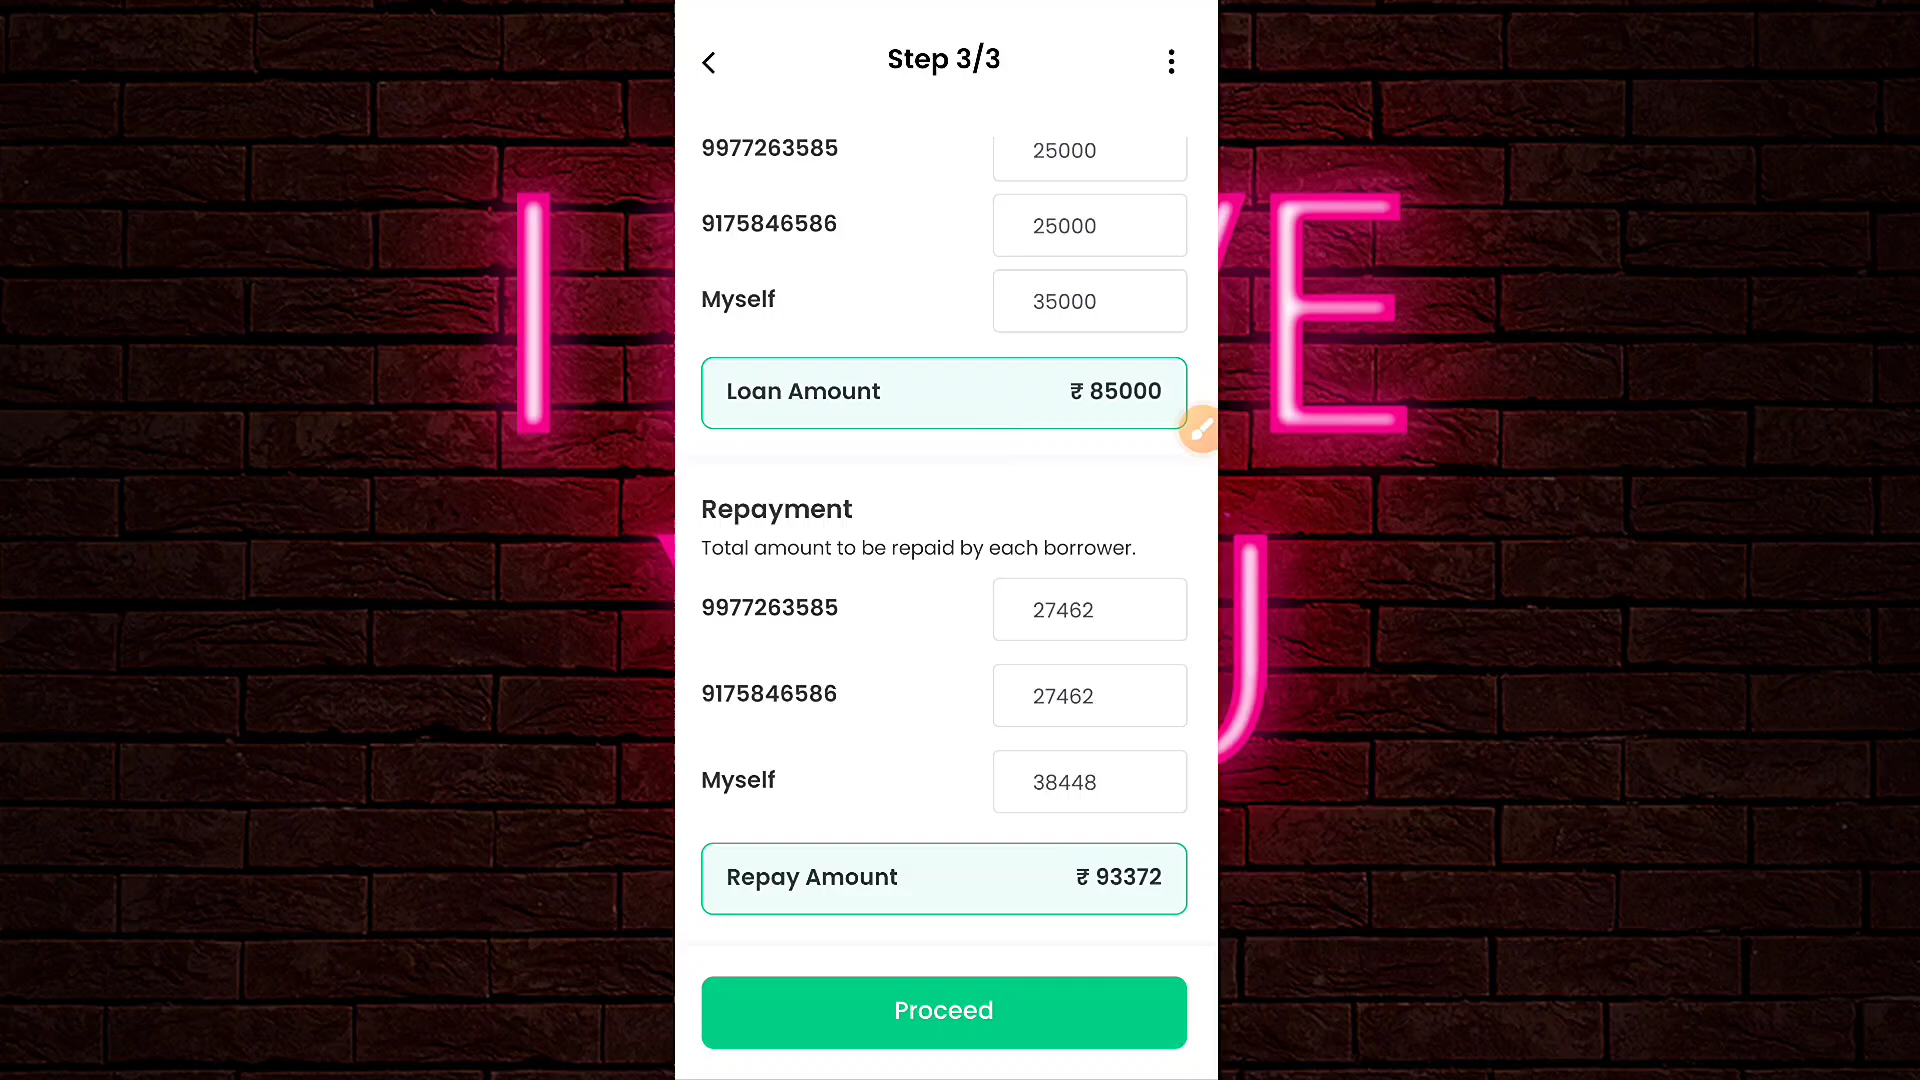 Step 3/3
9977263585 25000
9175846586 25000
Myself 35000
Loan Amount ₹ 85000
Repayment
Total amount to be repaid by each borrower.
9977263585 27462
9175846586 27462
Myself 38448
Repay Amount ₹ 93372
Proceed